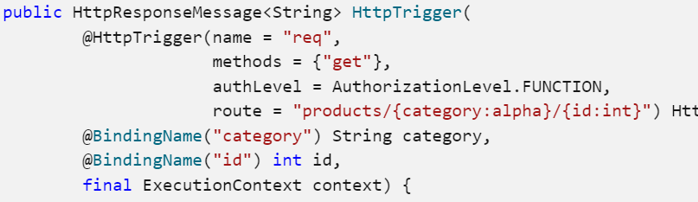 public HttpResponseMessage<String> HttpTrigger(
@HttpTrigger(name = "req",
methods = {"get"},
authLevel = AuthorizationLevel.FUNCTION,
route = "products/{category:alpha}/{id:int}") Htt
@BindingName("category") String category,
@BindingName("id") int id,
final ExecutionContext context) {